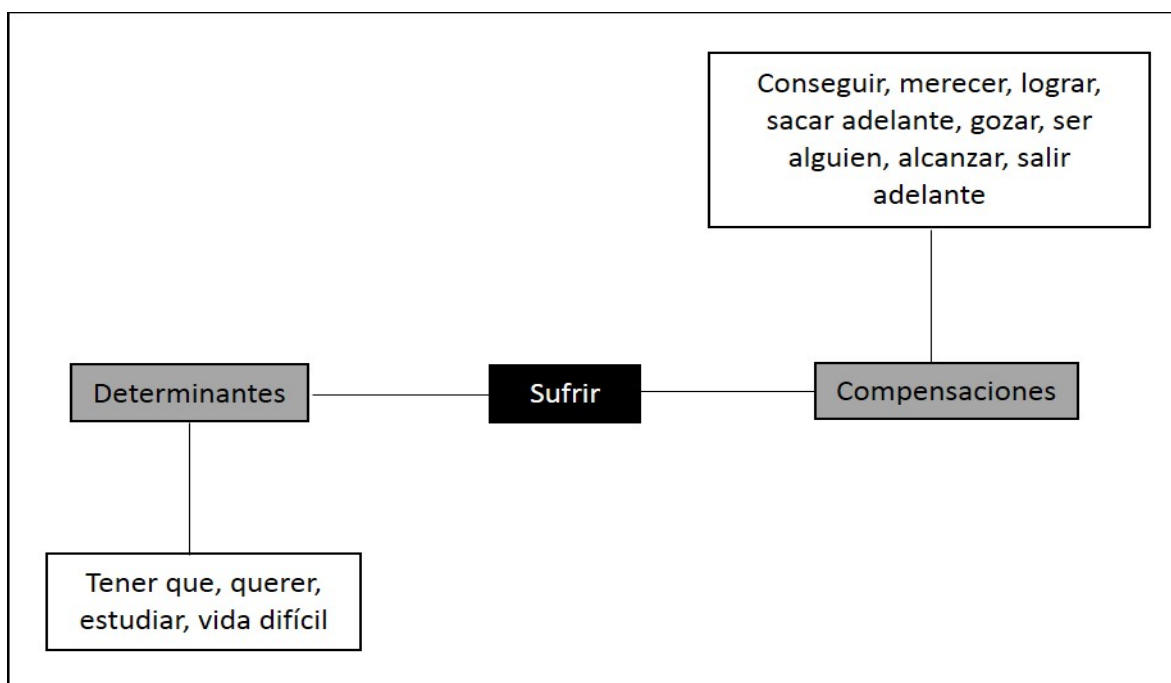 Conseguir, merecer, lograr,
sacar adelante, gozar, ser
alguien, alcanzar, salir
adelante
Determinantes
Sufrir
Compensaciones
Tener que, querer,
estudiar, vida difícil